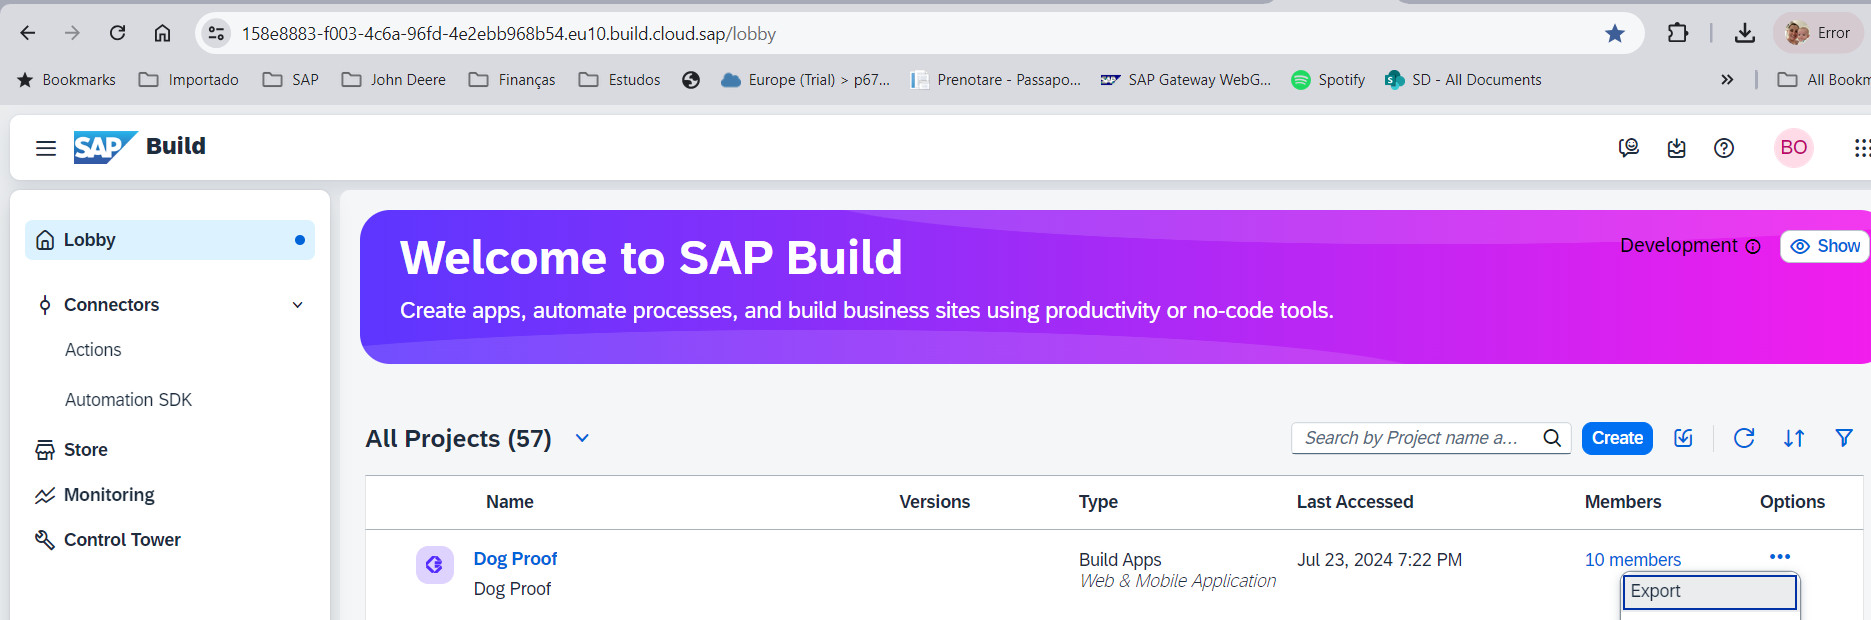 158e8883-f003-4c6a-96fd-4e2ebb968b54.eu10.build.cloud.sap/lobby
Error
Bookmarks Importado SAP John Deere Finanças Estudos Europe (Trial) > p67... Prenotare - Passapo... SAP SAP Gateway WebG... Spotify SD - All Documents » All Bookm
SAP Build
BO
Lobby
Connectors
Actions
Automation SDK
Store
Monitoring
Control Tower
Welcome to SAP Build
Create apps, automate processes, and build business sites using productivity or no-code tools.
Development Show
All Projects (57)
Search by Project name a... Create
Name Versions Type Last Accessed Members Options
Dog Proof Build Apps Jul 23, 2024 7:22 PM 10 members •••
Dog Proof Web & Mobile Application
Export